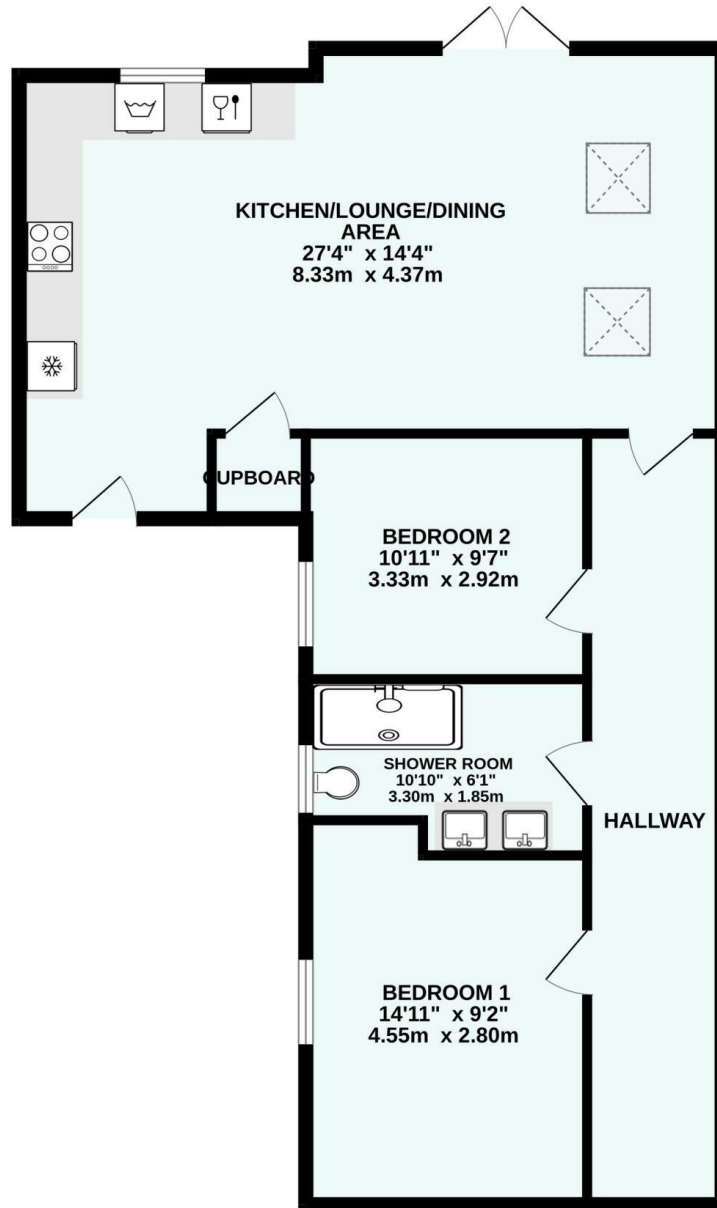 KITCHEN/LOUNGE/DINING
AREA
27'4" x 14'4"
8.33m x 4.37m
CUPBOARD
BEDROOM 2
10'11" x 9'7"
3.33m x 2.92m
SHOWER ROOM
10'10" x 6'1"
3.30m x 1.85m
HALLWAY
BEDROOM 1
14'11" x 9'2"
4.55m x 2.80m